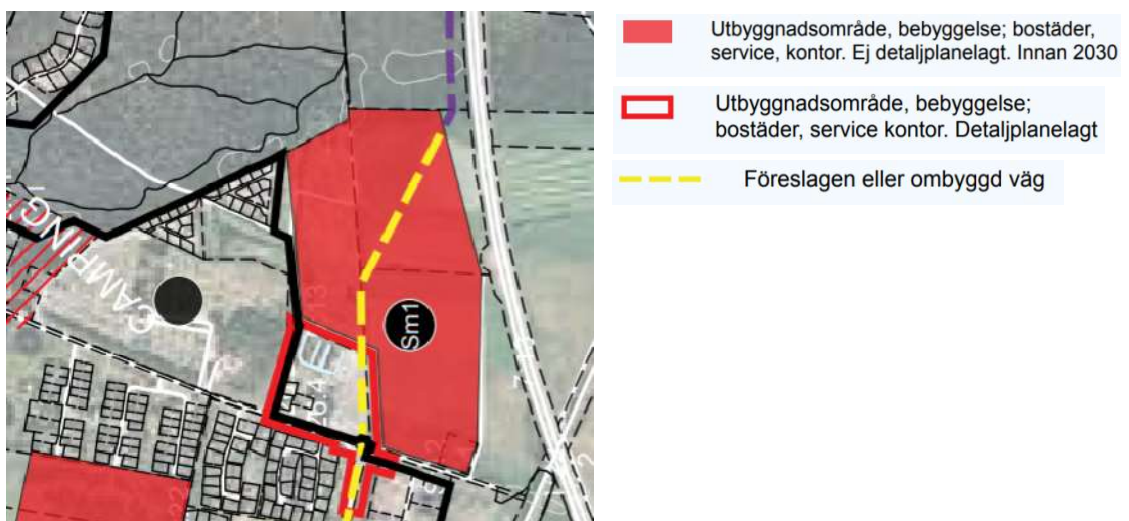 CAMPING
Sm1
Utbyggnadsområde, bebyggelse; bostäder,
service, kontor. Ej detaljplanelagt. Innan 2030
Utbyggnadsområde, bebyggelse;
bostäder, service kontor. Detaljplanelagt
Föreslagen eller ombyggd väg